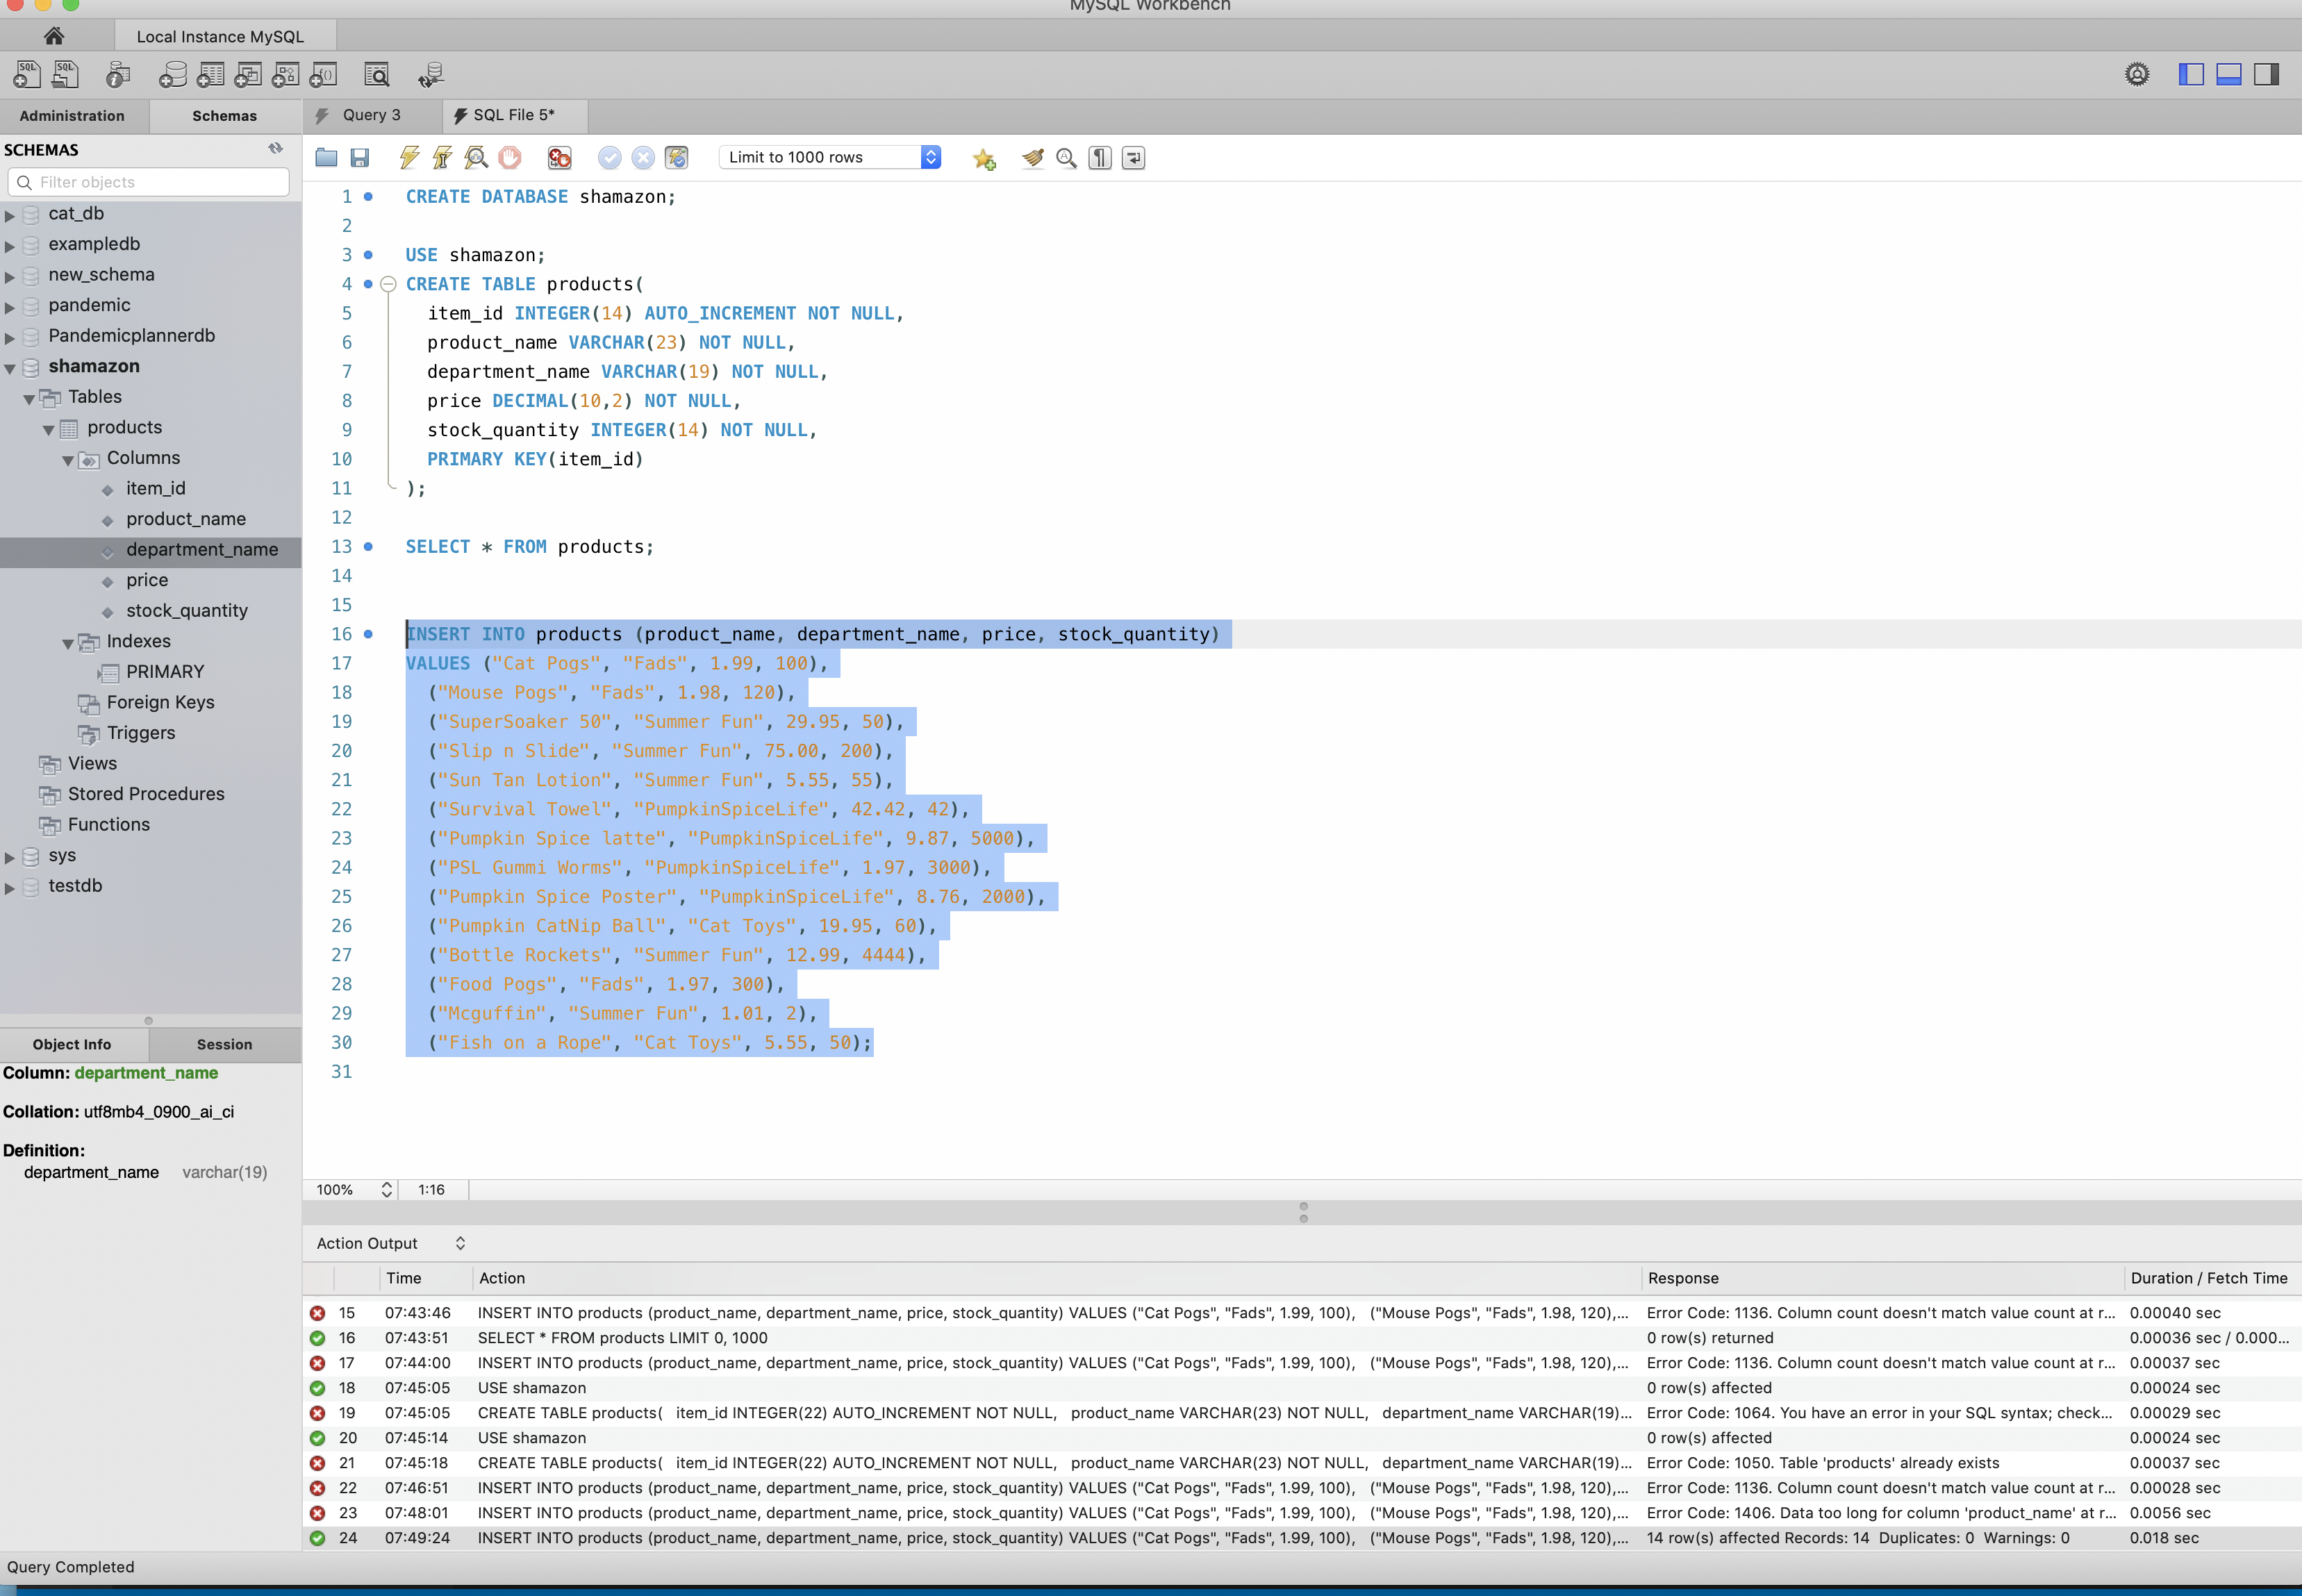 MySQL Workbench
Local Instance MySQL
SQL
SQL
Administration
Schemas
Query 3
SQL File 5*
SCHEMAS
Filter objects
Limit to 1000 rows
cat_db
exampledb
new_schema
pandemic
Pandemicplannerdb
shamazon
Tables
products
Columns
item_id
product_name
department_name
price
stock_quantity
Indexes
PRIMARY
Foreign Keys
Triggers
Views
Stored Procedures
Functions
sys
testdb
1 CREATE DATABASE shamazon;
2
3 USE shamazon;
4 CREATE TABLE products(
5 item_id INTEGER(14) AUTO_INCREMENT NOT NULL,
6 product_name VARCHAR(23) NOT NULL,
7 department_name VARCHAR(19) NOT NULL,
8 price DECIMAL(10,2) NOT NULL,
9 stock_quantity INTEGER(14) NOT NULL,
10 PRIMARY KEY(item_id)
11 );
12
13 SELECT * FROM products;
14
15
16 INSERT INTO products (product_name, department_name, price, stock_quantity)
17 VALUES ("Cat Pogs", "Fads", 1.99, 100),
18 ("Mouse Pogs", "Fads", 1.98, 120),
19 ("SuperSoaker 50", "Summer Fun", 29.95, 50),
20 ("Slip n Slide", "Summer Fun", 75.00, 200),
21 ("Sun Tan Lotion", "Summer Fun", 5.55, 55),
22 ("Survival Towel", "PumpkinSpiceLife", 42.42, 42),
23 ("Pumpkin Spice latte", "PumpkinSpiceLife", 9.87, 5000),
24 ("PSL Gummi Worms", "PumpkinSpiceLife", 1.97, 3000),
25 ("Pumpkin Spice Poster", "PumpkinSpiceLife", 8.76, 2000),
26 ("Pumpkin CatNip Ball", "Cat Toys", 19.95, 60),
27 ("Bottle Rockets", "Summer Fun", 12.99, 4444),
28 ("Food Pogs", "Fads", 1.97, 300),
29 ("Mcguffin", "Summer Fun", 1.01, 2),
30 ("Fish on a Rope", "Cat Toys", 5.55, 50);
31
Object Info
Session
Column: department_name
Collation: utf8mb4_0900_ai_ci
Definition:
department_name varchar(19)
100% 1:16
Action Output
Time Action Response Duration / Fetch Time
15 07:43:46 INSERT INTO products (product_name, department_name, price, stock_quantity) VALUES ("Cat Pogs", "Fads", 1.99, 100), ("Mouse Pogs", "Fads", 1.98, 120),... Error Code: 1136. Column count doesn't match value count at r... 0.00040 sec
16 07:43:51 SELECT * FROM products LIMIT 0, 1000 0 row(s) returned 0.00036 sec / 0.000...
17 07:44:00 INSERT INTO products (product_name, department_name, price, stock_quantity) VALUES ("Cat Pogs", "Fads", 1.99, 100), ("Mouse Pogs", "Fads", 1.98, 120),... Error Code: 1136. Column count doesn't match value count at r... 0.00037 sec
18 07:45:05 USE shamazon 0 row(s) affected 0.00024 sec
19 07:45:05 CREATE TABLE products( item_id INTEGER(22) AUTO_INCREMENT NOT NULL, product_name VARCHAR(23) NOT NULL, department_name VARCHAR(19)... Error Code: 1064. You have an error in your SQL syntax; check... 0.00029 sec
20 07:45:14 USE shamazon 0 row(s) affected 0.00024 sec
21 07:45:18 CREATE TABLE products( item_id INTEGER(22) AUTO_INCREMENT NOT NULL, product_name VARCHAR(23) NOT NULL, department_name VARCHAR(19)... Error Code: 1050. Table 'products' already exists 0.00037 sec
22 07:46:51 INSERT INTO products (product_name, department_name, price, stock_quantity) VALUES ("Cat Pogs", "Fads", 1.99, 100), ("Mouse Pogs", "Fads", 1.98, 120),... Error Code: 1136. Column count doesn't match value count at r... 0.00028 sec
23 07:48:01 INSERT INTO products (product_name, department_name, price, stock_quantity) VALUES ("Cat Pogs", "Fads", 1.99, 100), ("Mouse Pogs", "Fads", 1.98, 120),... Error Code: 1406. Data too long for column 'product_name' at r... 0.0056 sec
24 07:49:24 INSERT INTO products (product_name, department_name, price, stock_quantity) VALUES ("Cat Pogs", "Fads", 1.99, 100), ("Mouse Pogs", "Fads", 1.98, 120),... 14 row(s) affected Records: 14 Duplicates: 0 Warnings: 0 0.018 sec
Query Completed